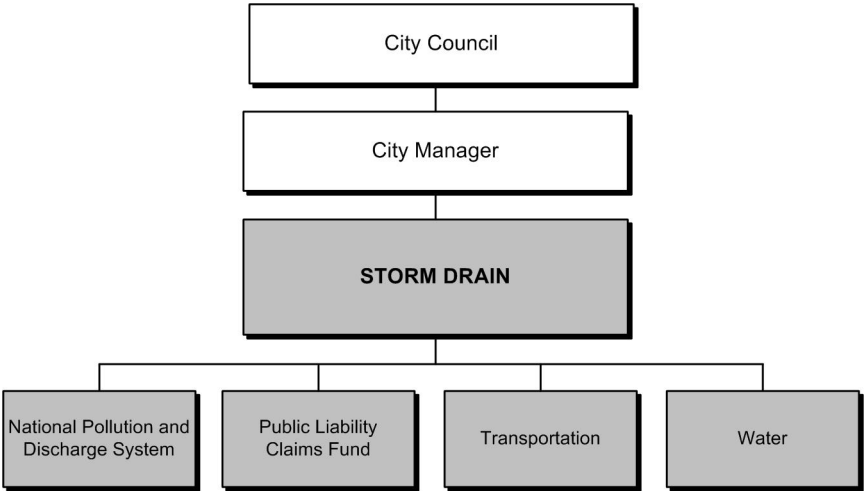 City Council
City Manager
STORM DRAIN
National Pollution and
Discharge System
Public Liability
Claims Fund
Transportation
Water